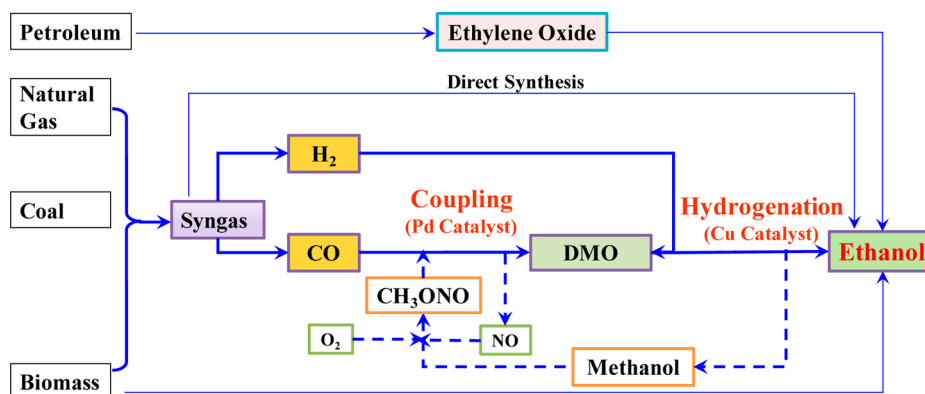 Petroleum
Ethylene Oxide
Natural
Gas
Direct Synthesis
H₂
Coal
Syngas
Coupling
(Pd Catalyst)
Hydrogenation
(Cu Catalyst)
CO
DMO
Ethanol
CH₃ONO
O₂
NO
Methanol
Biomass